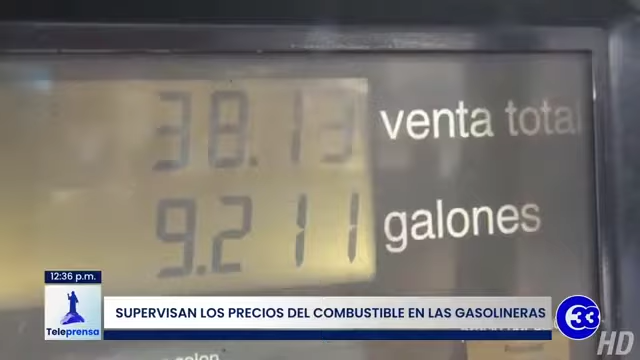 38.13 venta total
9.211 galones
12:36 p.m.
Teleprensa
SUPERVISAN LOS PRECIOS DEL COMBUSTIBLE EN LAS GASOLINERAS
33
HD